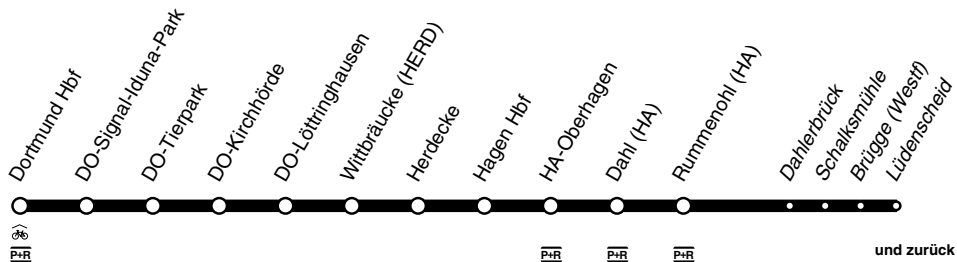 Dortmund Hbf
DO-Signal-Iduna-Park
DO-Tierpark
DO-Kirchhörde
DO-Löttringhausen
Wittbräucke (HERD)
Herdecke
Hagen Hbf
HA-Oberhagen
Dahl (HA)
Rummenohl (HA)
Dahlerbrück
Schalksmühle
Brügge (Westf)
Lüdenscheid
P+R
P+R
P+R
P+R
und zurück